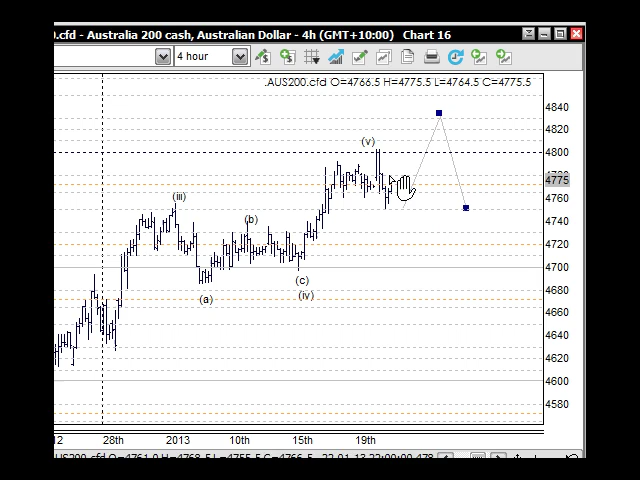 0.cfd - Australia 200 cash, Australian Dollar - 4h (GMT+10:00) Chart 16
4 hour
.AUS200.cfd O=4766.5 H=4775.5 L=4764.5 C=4775.5
4840
4820
(v)
4800
4775
(iii)
4760
(b)
4740
4720
4700
(c)
(a)
(iv)
4680
4660
4640
4620
4600
4580
12 28th 2013 10th 15th 19th